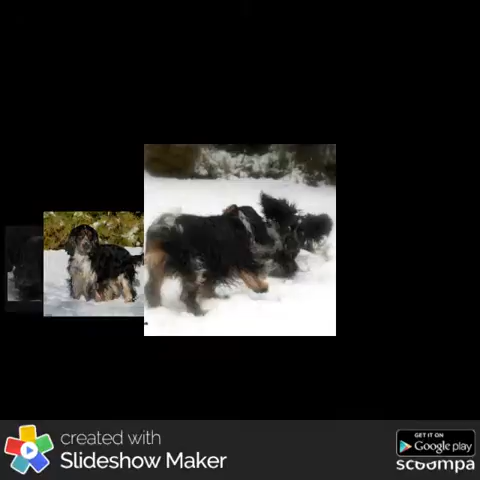 created with
Slideshow Maker
GET IT ON
Google play
scoompa